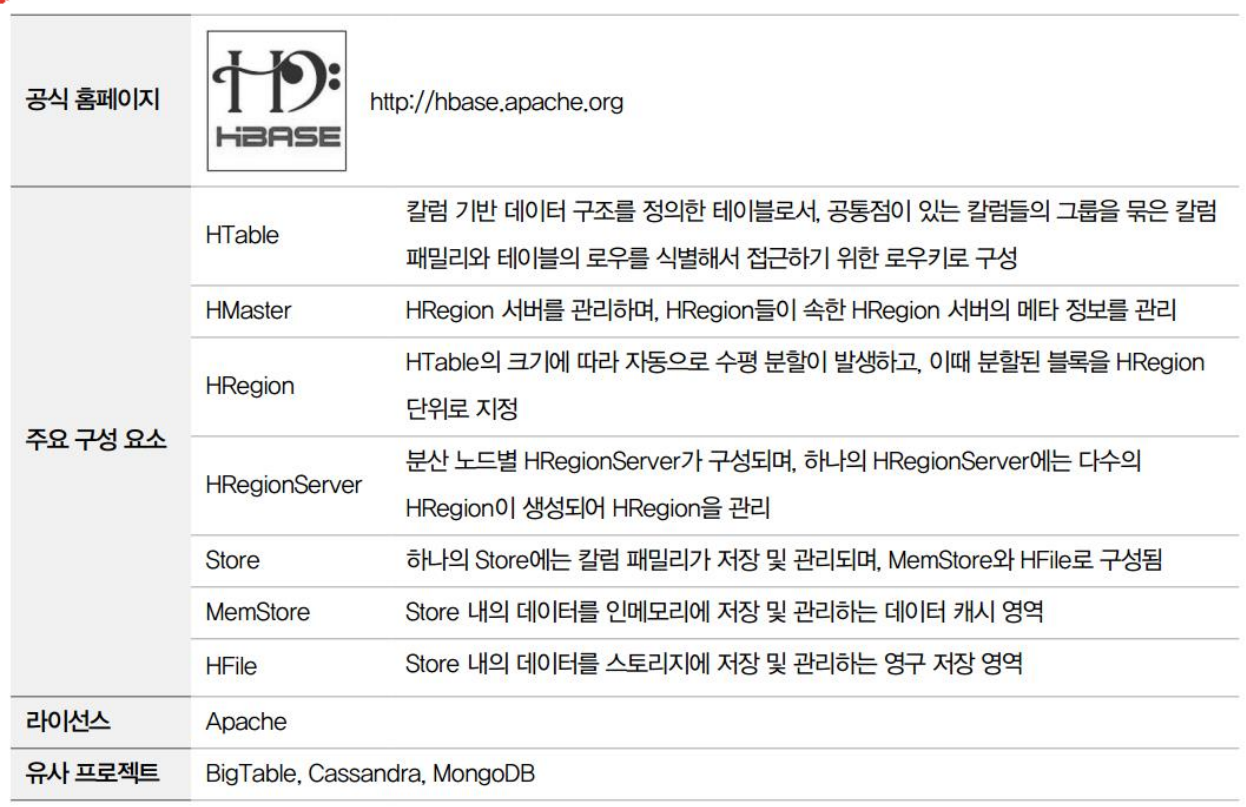 공식 홈페이지
HBASE
http://hbase.apache.org
주요 구성 요소
HTable
칼럼 기반 데이터 구조를 정의한 테이블로서, 공통점이 있는 칼럼들의 그룹을 묶은 칼럼
패밀리와 테이블의 로우를 식별해서 접근하기 위한 로우키로 구성
HMaster
HRegion 서버를 관리하며, HRegion들이 속한 HRegion 서버의 메타 정보를 관리
HRegion
HTable의 크기에 따라 자동으로 수평 분할이 발생하고, 이때 분할된 블록을 HRegion
단위로 지정
HRegionServer
분산 노드별 HRegionServer가 구성되며, 하나의 HRegionServer에는 다수의
HRegion이 생성되어 HRegion을 관리
Store
하나의 Store에는 칼럼 패밀리가 저장 및 관리되며, MemStore와 HFile로 구성됨
MemStore
Store 내의 데이터를 인메모리에 저장 및 관리하는 데이터 캐시 영역
HFile
Store 내의 데이터를 스토리지에 저장 및 관리하는 영구 저장 영역
라이선스
Apache
유사 프로젝트
BigTable, Cassandra, MongoDB